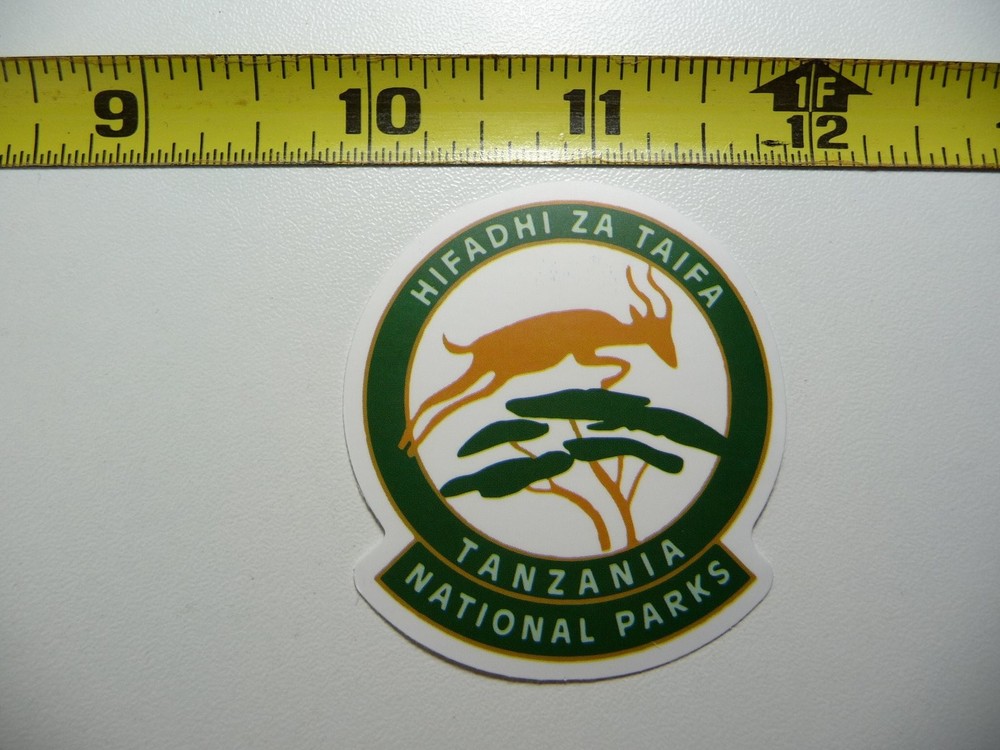 9 10 11 1F
12
HIFADHI ZA TAIFA
TANZANIA
NATIONAL PARKS